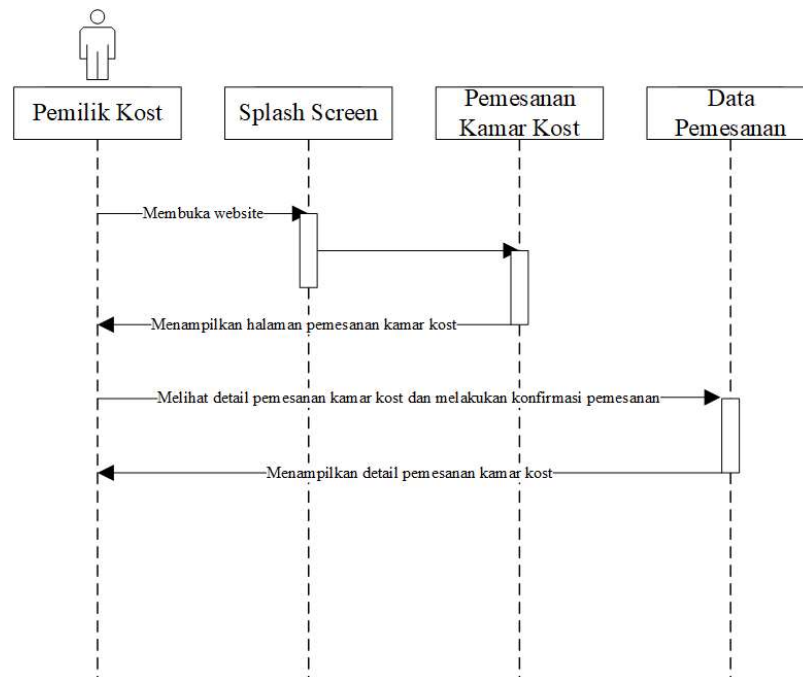 Pemilik Kost
Splash Screen
Pemesanan
Kamar Kost
Data
Pemesanan
Membuka website
Menampilkan halaman pemesanan kamar kost
Melihat detail pemesanan kamar kost dan melakukan konfirmasi pemesanan
Menampilkan detail pemesanan kamar kost